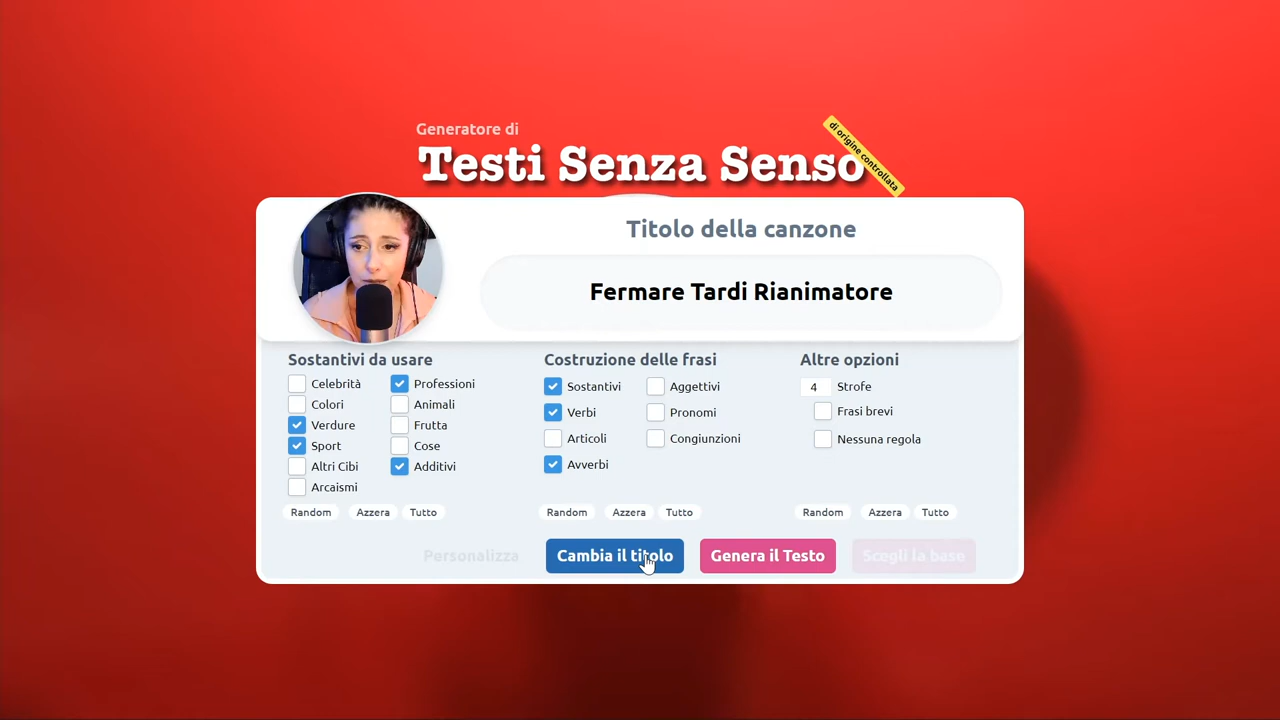 Generatore di
Testi Senza Senso
di origine controllata
Titolo della canzone
Fermare Tardi Rianimatore
Sostantivi da usare
Celebrità
Professioni
Colori
Animali
Verdure
Frutta
Sport
Cose
Altri Cibi
Additivi
Arcaismi
Random
Azzera
Tutto
Costruzione delle frasi
Sostantivi
Aggettivi
Verbi
Pronomi
Articoli
Congiunzioni
Avverbi
Random
Azzera
Tutto
Altre opzioni
4 Strofe
Frasi brevi
Nessuna regola
Random
Azzera
Tutto
Personalizza
Cambia il titolo
Genera il Testo
Scegli la base